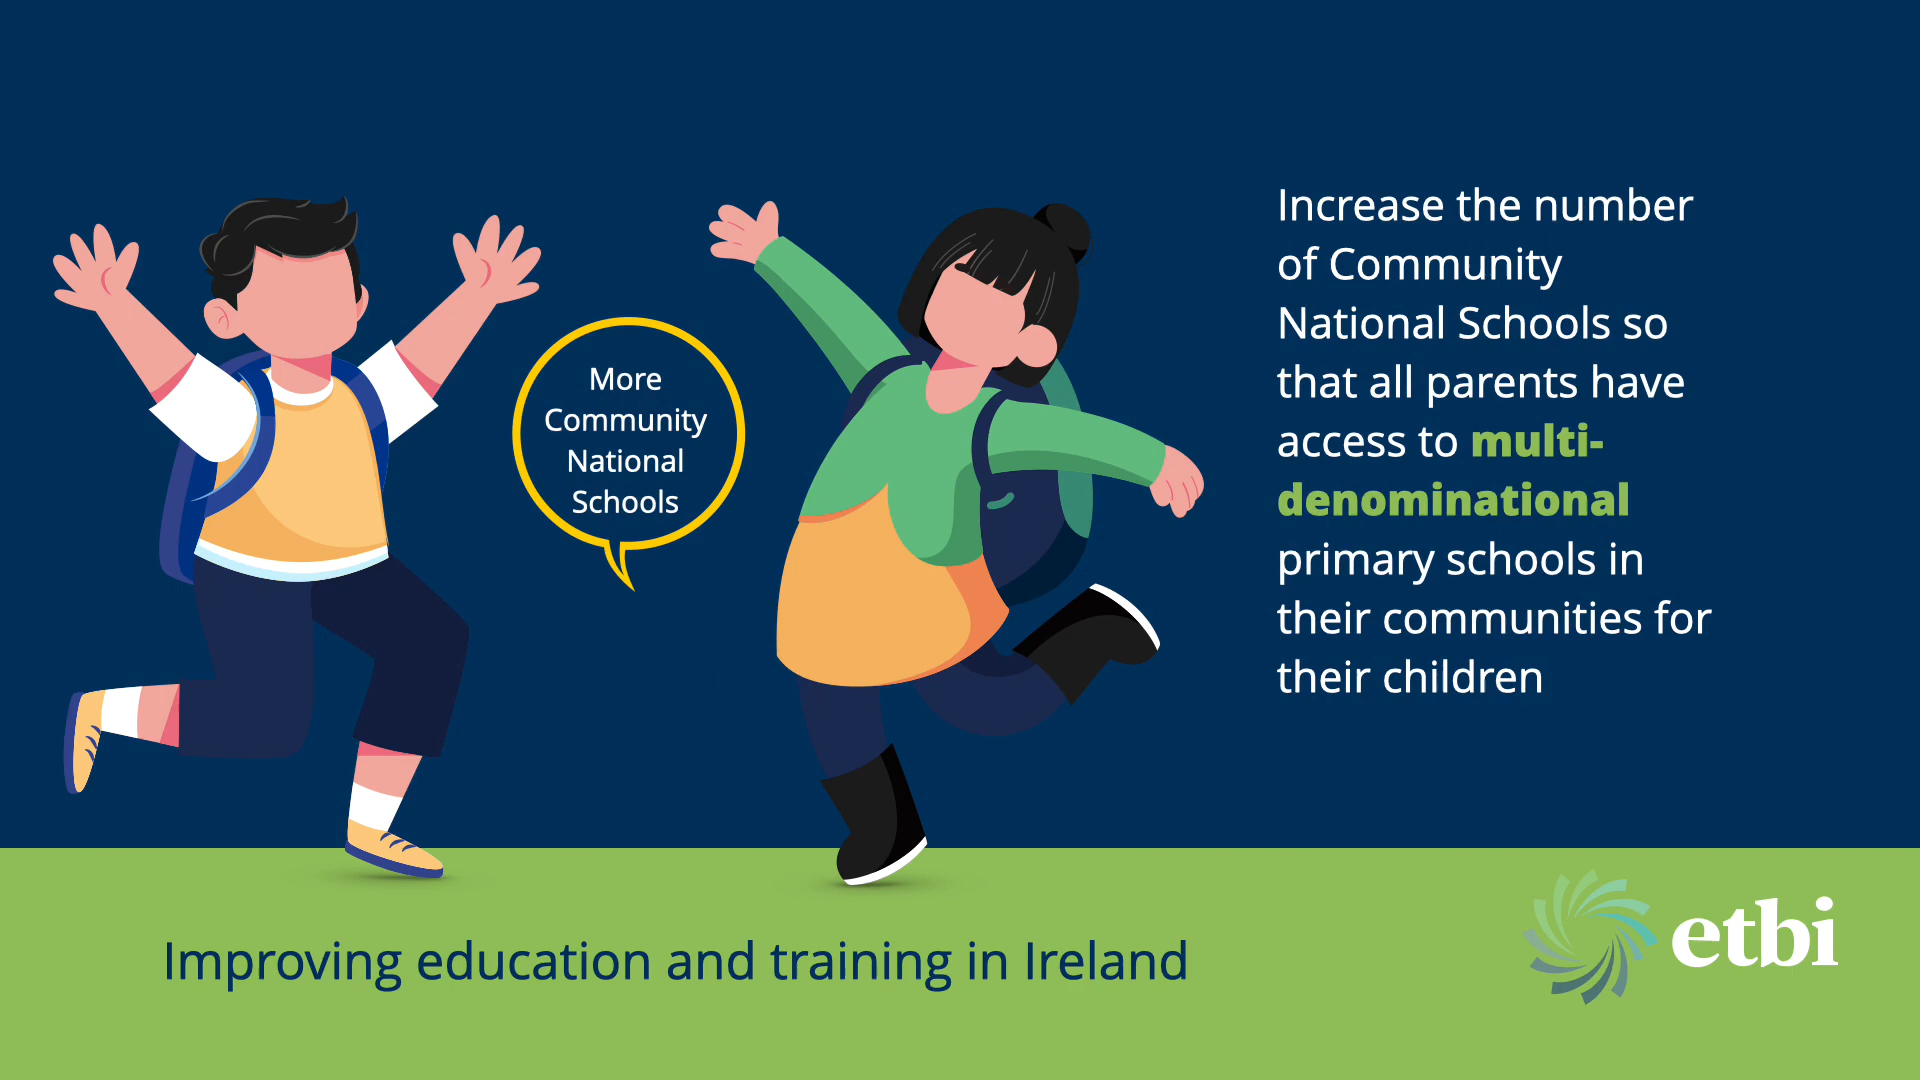 More
Community
National
Schools
Increase the number
of Community
National Schools so
that all parents have
access to multi-
denominational
primary schools in
their communities for
their children
Improving education and training in Ireland
etbi